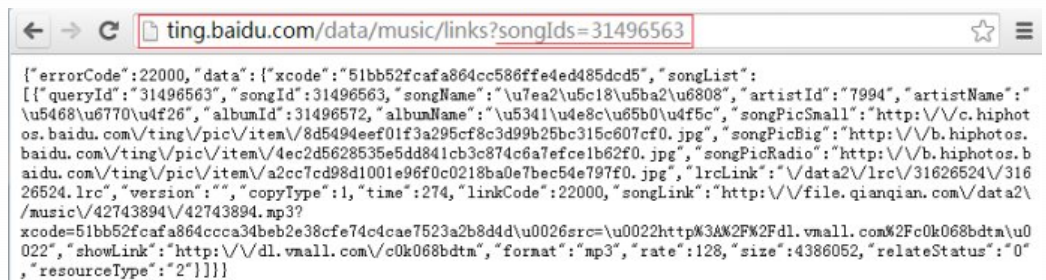 ting.baidu.com/data/music/links?songIds=31496563
{"errorCode":22000,"data":{"xcode":"51bb52fcafa864cc586ffe4ed485dcd5","songList":
[{"queryId":"31496563","songId":31496563,"songName":"\u7ea2\u5c18\u5ba2\u6808","artistId":"7994","artistName":"
\u5468\u6770\u4f26","albumId":31496572,"albumName":"\u5341\u4e8c\u65b0\u4f5c","songPicSmall":"http:\/\/c.hiphot
os.baidu.com\/ting\/pic\/item\/8d5494eef01f3a295cf8c3d99b25bc315c607cf0.jpg","songPicBig":"http:\/\/b.hiphotos.
baidu.com\/ting\/pic\/item\/4ec2d5628535e5dd841cb3c874c6a7efce1b62f0.jpg","songPicRadio":"http:\/\/b.hiphotos.b
aidu.com\/ting\/pic\/item\/a2cc7cd98d1001e96f0c0218ba0e7bec54e797f0.jpg","lrcLink":"\/data2\/lrc\/31626524\/316
26524.lrc","version":"","copyType":1,"time":274,"linkCode":22000,"songLink":"http:\/\/file.qianqian.com\/data2\
/music\/42743894\/42743894.mp3?
xcode=51bb52fcafa864ccca34beb2e38cfe74c4cae7523a2b8d4d\u0026src=\u0022http%3A%2F%2Fdl.vmall.com%2Fc0k068bdtm\u0
022","showLink":"http:\/\/dl.vmall.com\/c0k068bdtm","format":"mp3","rate":128,"size":4386052,"relateStatus":"0"
,"resourceType":"2"}]}}